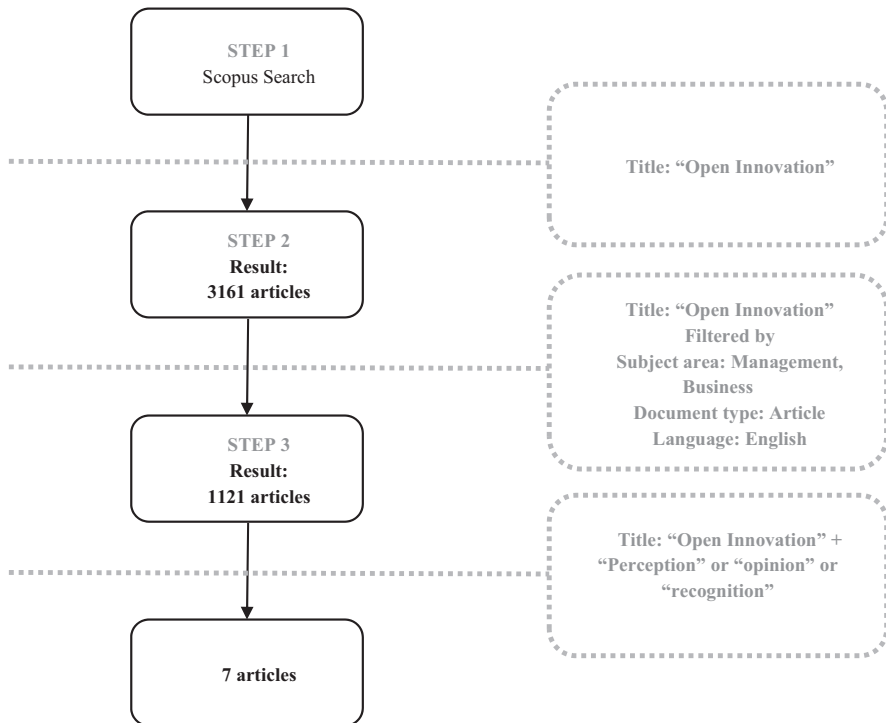 STEP 1
Scopus Search
Title: “Open Innovation”
STEP 2
Result:
3161 articles
Title: “Open Innovation”
Filtered by
Subject area: Management,
Business
Document type: Article
Language: English
STEP 3
Result:
1121 articles
Title: “Open Innovation” +
“Perception” or “opinion” or
“recognition”
7 articles